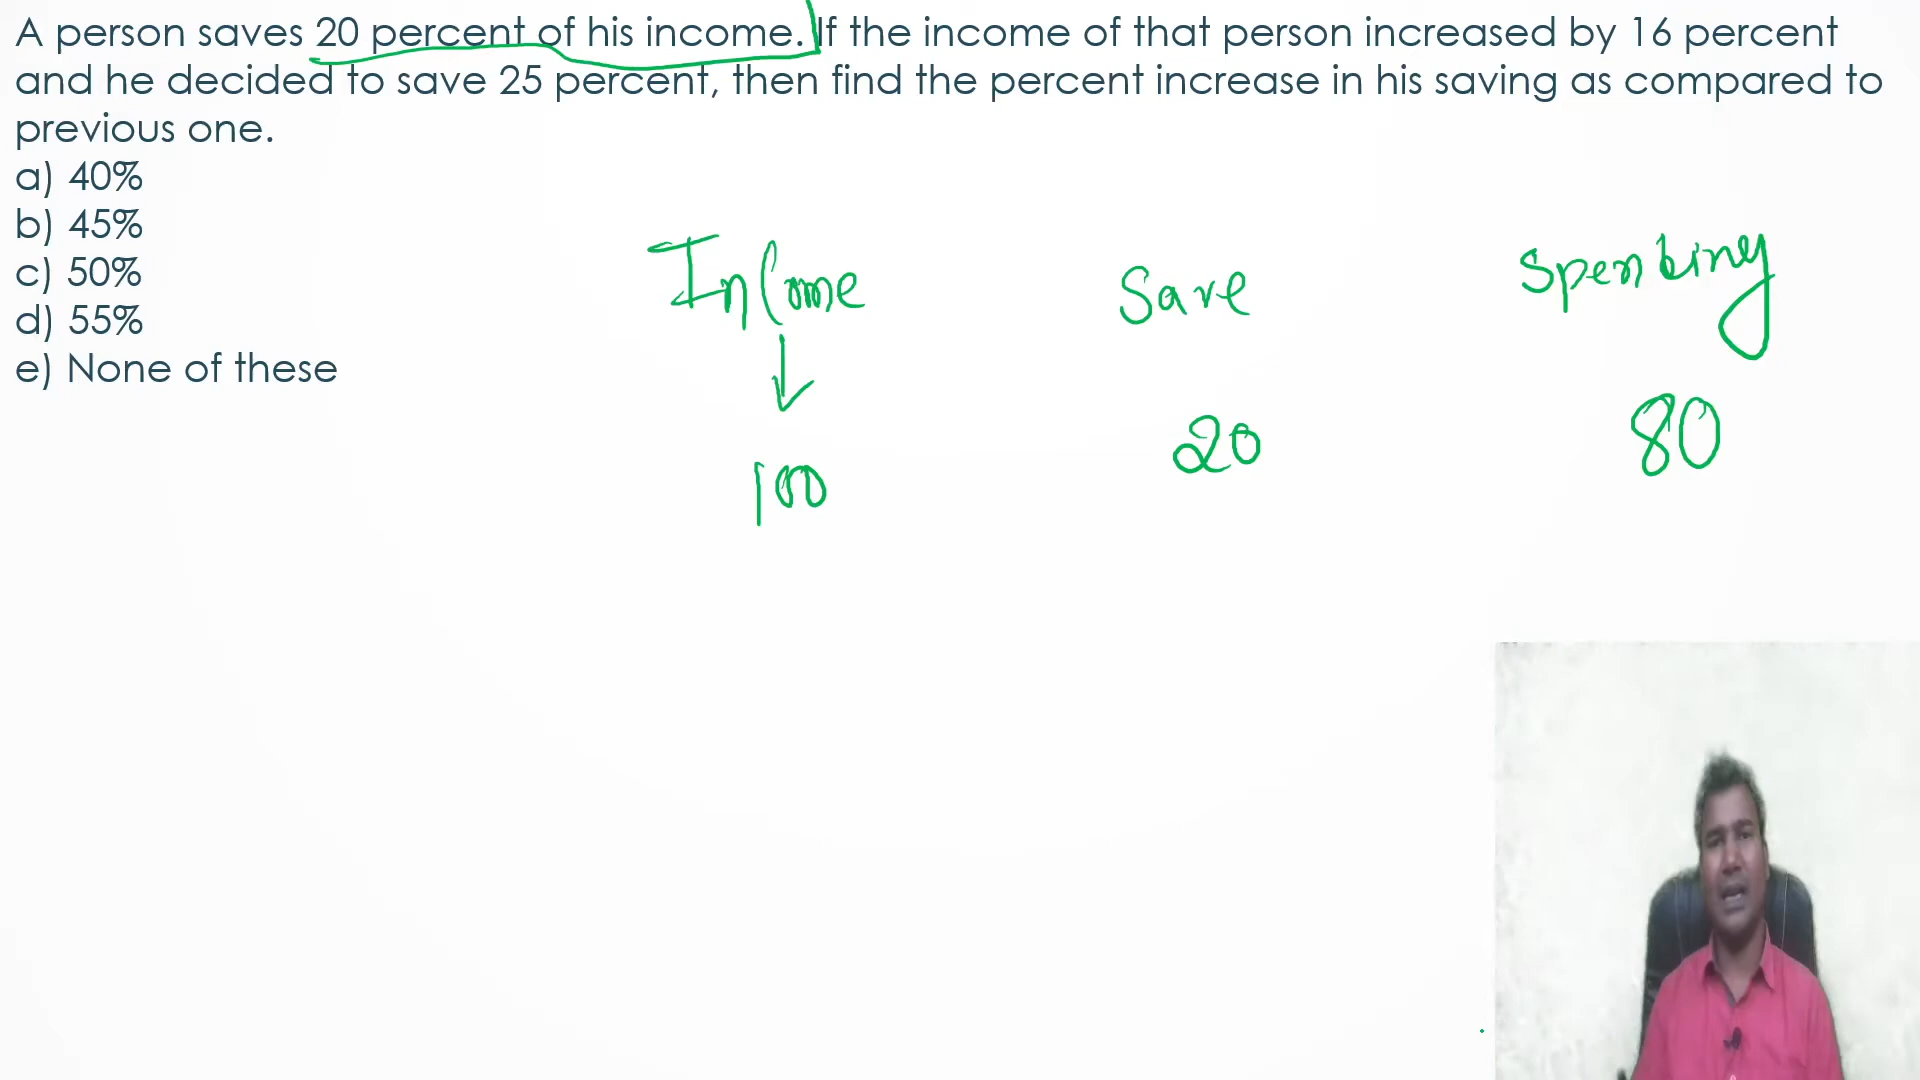 A person saves 20 percent of his income. If the income of that person increased by 16 percent
and he decided to save 25 percent, then find the percent increase in his saving as compared to
previous one.
a) 40%
b) 45%
c) 50%
d) 55%
e) None of these
Income Save Spending
100 20 80